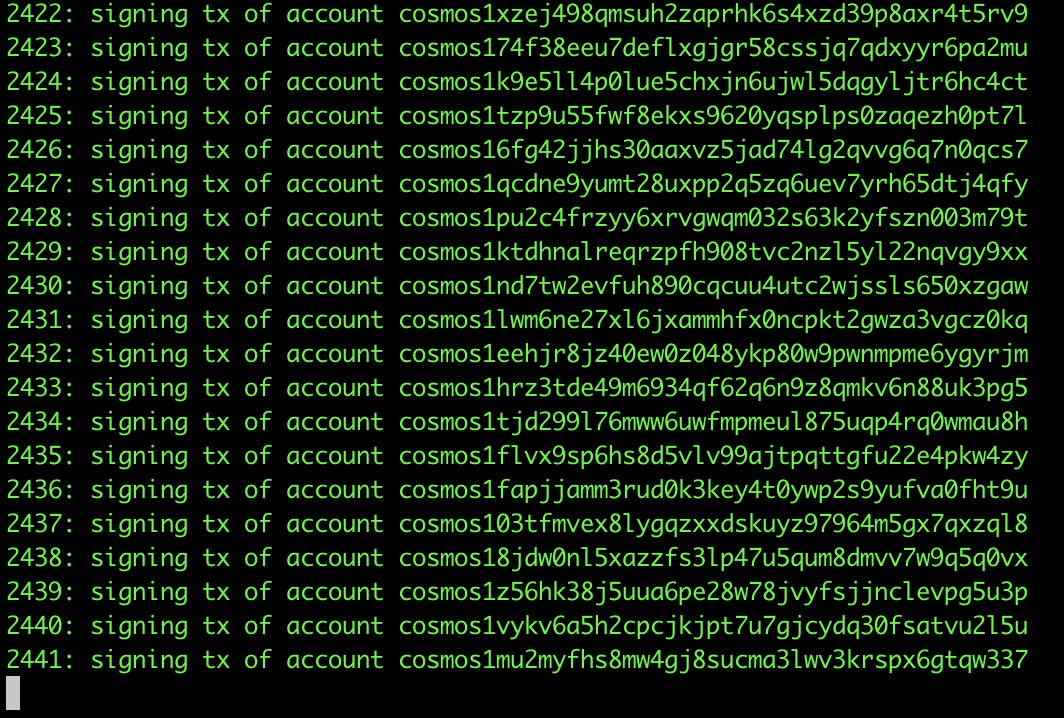 2422: signing tx of account cosmos1xzej498qmsuh2zaprhk6s4xzd39p8axr4t5rv9
2423: signing tx of account cosmos174f38eeu7deflxgjgr58cssjq7qdxyyr6pa2mu
2424: signing tx of account cosmos1k9e5ll4p0lue5chxjn6ujwl5dqgyljtr6hc4ct
2425: signing tx of account cosmos1tzp9u55fwf8ekxs9620yqsplps0zaqezh0pt7l
2426: signing tx of account cosmos16fg42jjhs30aaxvz5jad74lg2qvvg6q7n0qcs7
2427: signing tx of account cosmos1qcdne9yumt28uxpp2q5zq6uev7yrh65dtj4qfy
2428: signing tx of account cosmos1pu2c4frzyy6xrvgwqm032s63k2yfszn003m79t
2429: signing tx of account cosmos1ktdhnalreqrzpfh908tvc2nzl5yl22nqvgy9xx
2430: signing tx of account cosmos1nd7tw2evfuh890cqcuu4utc2wjssls650xzgaw
2431: signing tx of account cosmos1lwm6ne27xl6jxammhfx0ncpkt2gwza3vgcz0kq
2432: signing tx of account cosmos1eehjr8jz40ew0z048ykp80w9pwnmpme6ygyrjm
2433: signing tx of account cosmos1hrz3tde49m6934qf62q6n9z8qmkv6n88uk3pg5
2434: signing tx of account cosmos1tjd299l76mww6uwfmpmeul875uqp4rq0wmau8h
2435: signing tx of account cosmos1flvx9sp6hs8d5vlv99ajtpqttgfu22e4pkw4zy
2436: signing tx of account cosmos1fapjjamm3rud0k3key4t0ywp2s9yufva0fht9u
2437: signing tx of account cosmos103tfmvex8lygqzxxdskuyz97964m5gx7qxzql8
2438: signing tx of account cosmos18jdw0nl5xazzfs3lp47u5qum8dmvv7w9q5q0vx
2439: signing tx of account cosmos1z56hk38j5uua6pe28w78jvyfsjjnclevpg5u3p
2440: signing tx of account cosmos1vykv6a5h2cpcjkjpt7u7gjcydq30fsatvu2l5u
2441: signing tx of account cosmos1mu2myfhs8mw4gj8sucma3lwv3krspx6gtqw337